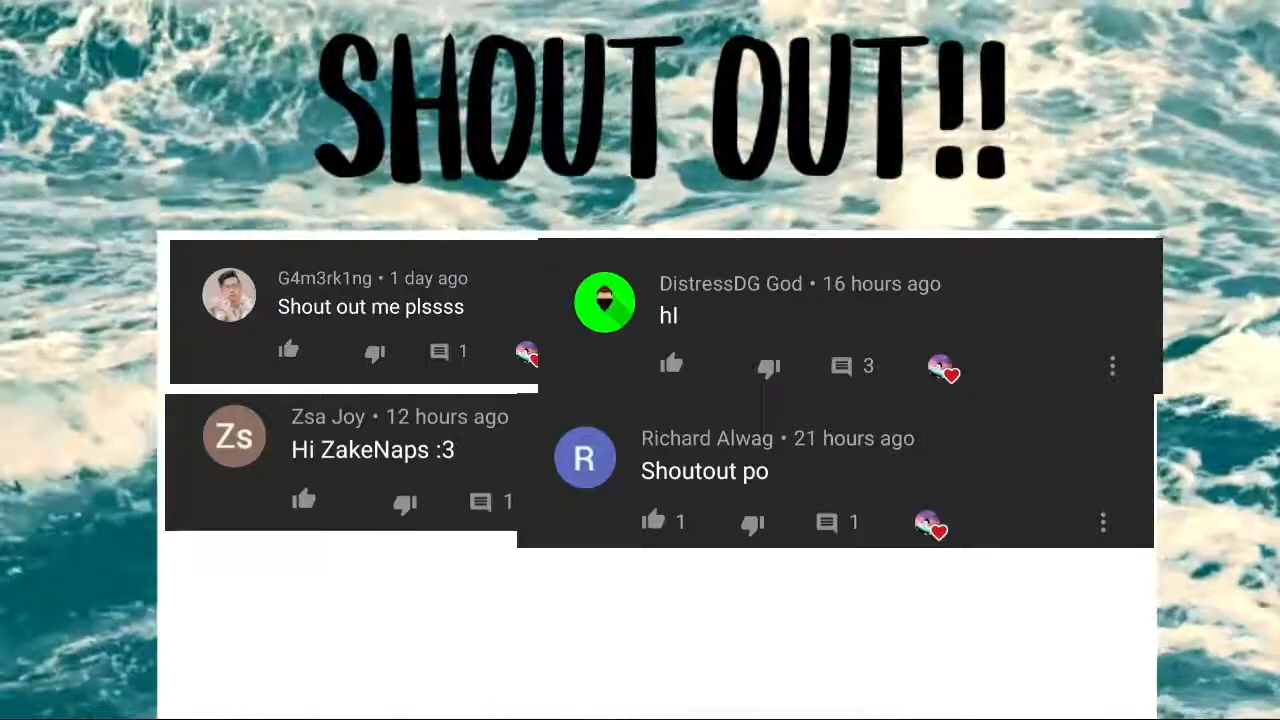 SHOUT OUT!!
G4m3rk1ng • 1 day ago
Shout out me plssss
1
DistressDG God • 16 hours ago
hI
3
Zs
Zsa Joy • 12 hours ago
Hi ZakeNaps :3
1
R
Richard Alwag • 21 hours ago
Shoutout po
1 1